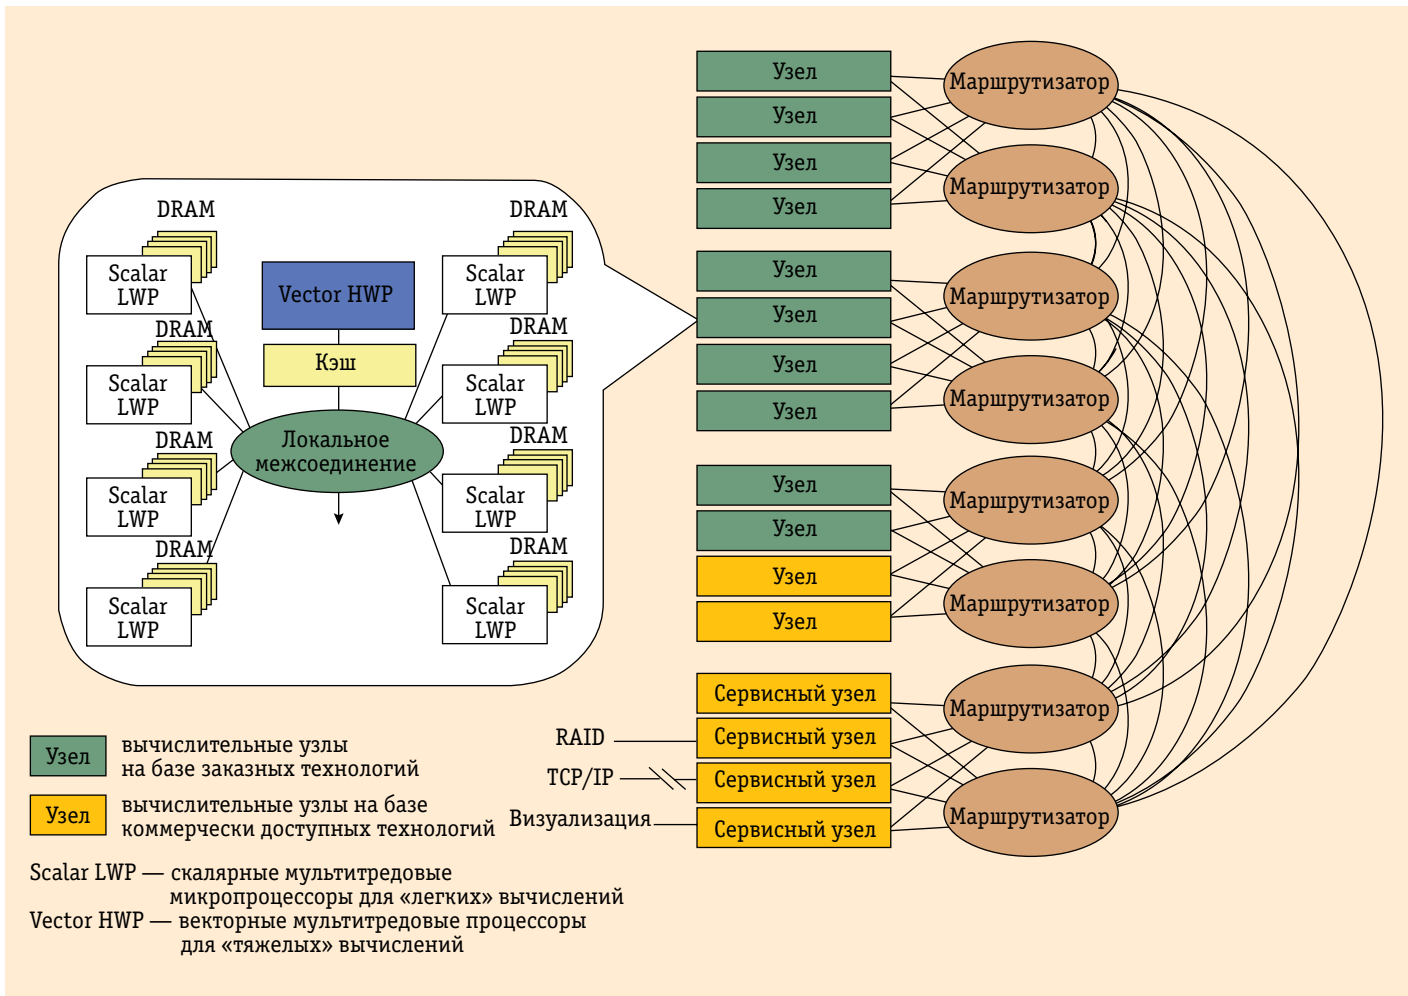 DRAM
Scalar
LWP
DRAM
Scalar
LWP
DRAM
Scalar
LWP
DRAM
Scalar
LWP
Vector HWP
Кэш
Локальное
межсоединение
DRAM
Scalar
LWP
DRAM
Scalar
LWP
DRAM
Scalar
LWP
DRAM
Scalar
LWP
Узел
Узел
Узел
Узел
Узел
Узел
Узел
Узел
Узел
Узел
Узел
Узел
Сервисный узел
RAID
Сервисный узел
TCP/IP
Сервисный узел
Визуализация
Сервисный узел
Маршрутизатор
Маршрутизатор
Маршрутизатор
Маршрутизатор
Маршрутизатор
Маршрутизатор
Маршрутизатор
Маршрутизатор
Узел
вычислительные узлы
на базе заказных технологий
Узел
вычислительные узлы на базе
коммерчески доступных технологий
Scalar LWP — скалярные мультитредовые
микропроцессоры для «легких» вычислений
Vector HWP — векторные мультитредовые процессоры
для «тяжелых» вычислений